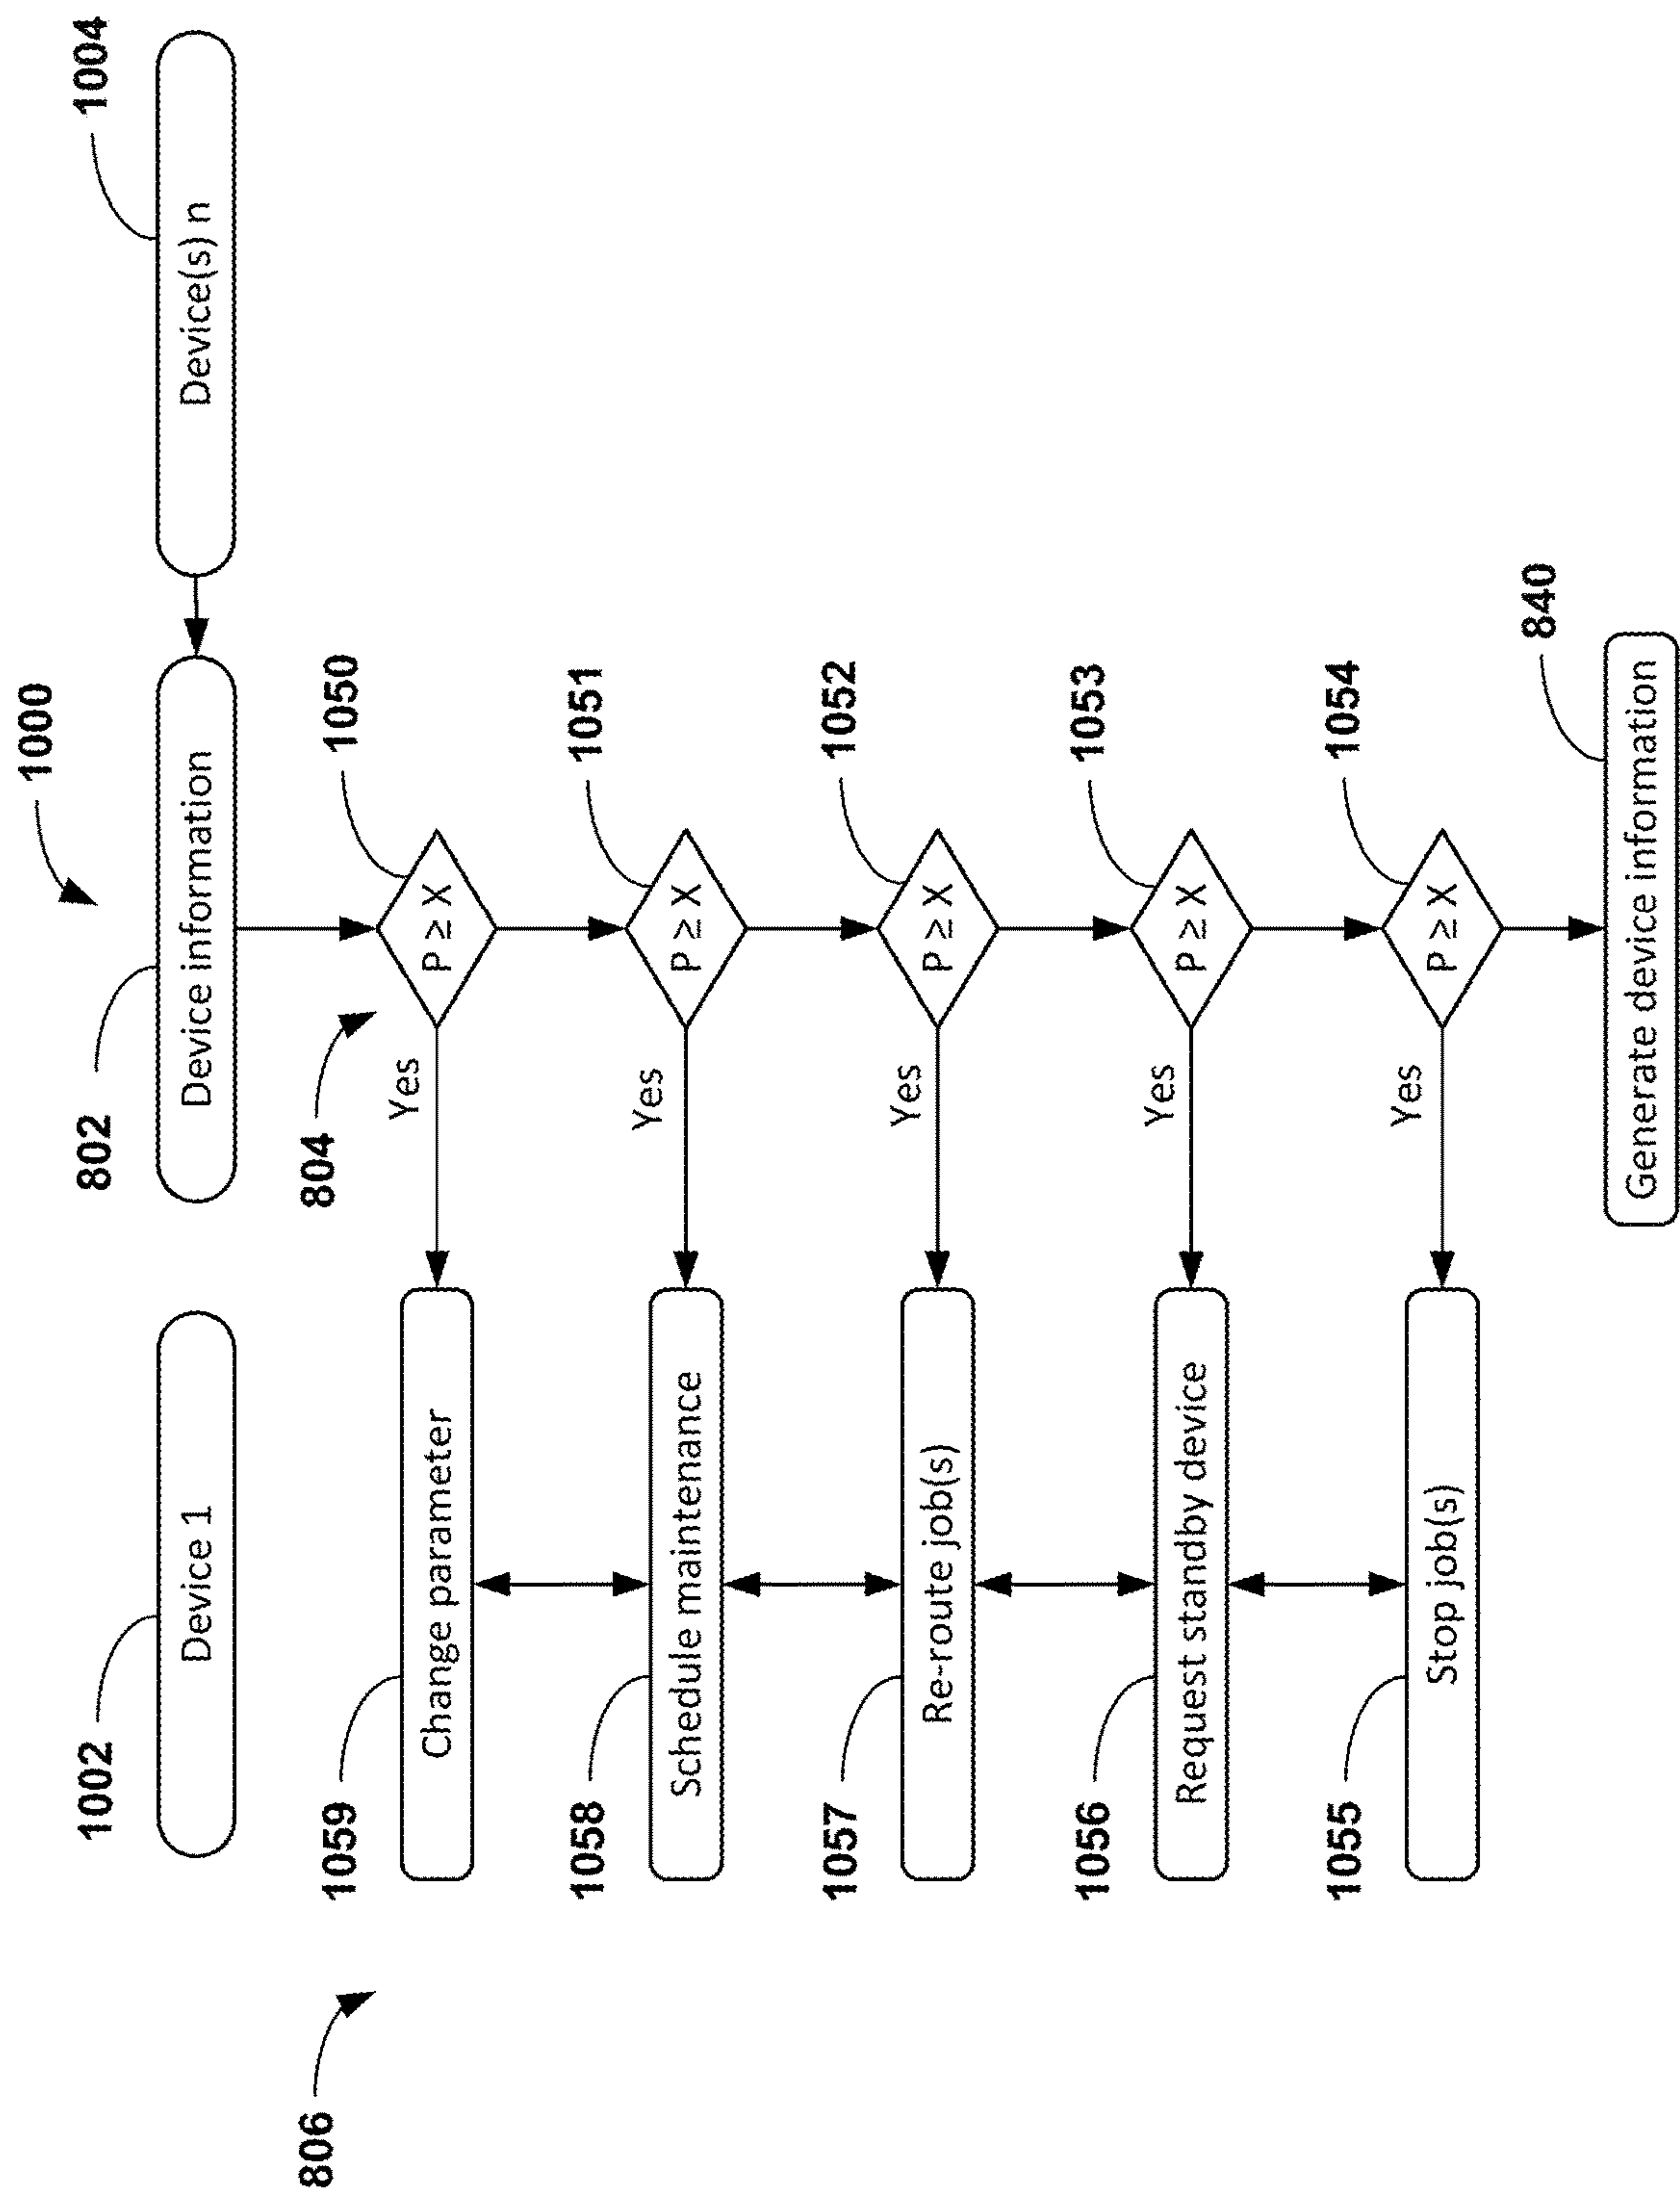 1000
1002
802
1004
Device 1
Device information
Device(s) n
806
804
1059
1050
Yes
Change parameter
P ≥ X
1058
1051
Yes
Schedule maintenance
P ≥ X
1057
1052
Yes
Re-route job(s)
P ≥ X
1056
1053
Yes
Request standby device
P ≥ X
1055
1054
Yes
Stop job(s)
P ≥ X
840
Generate device information